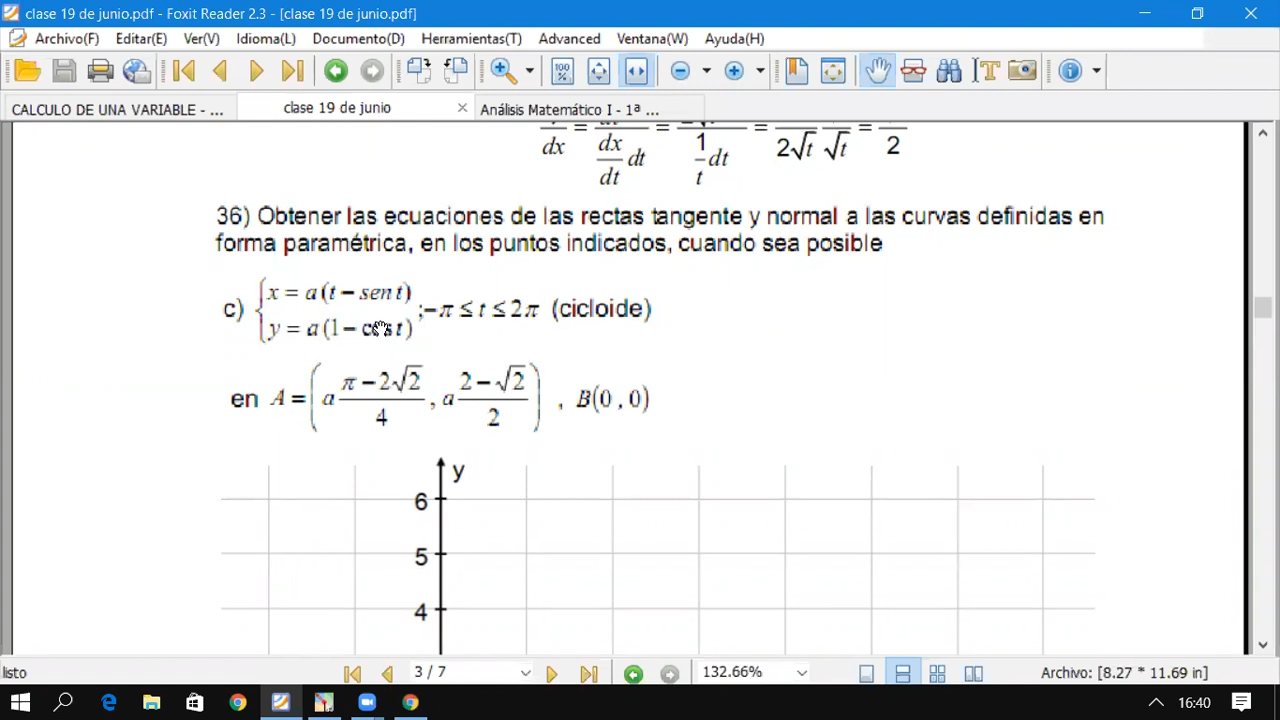 clase 19 de junio.pdf - Foxit Reader 2.3 - [clase 19 de junio.pdf]
Archivo(F) Editar(E) Ver(V) Idioma(L) Documento(D) Herramientas(T) Advanced Ventana(W) Ayuda(H)
CALCULO DE UNA VARIABLE - ... clase 19 de junio Análisis Matemático I - 1ª ...
dx = dx/dt dt = 1/t dt = 2√t √t = 2
36) Obtener las ecuaciones de las rectas tangente y normal a las curvas definidas en
forma paramétrica, en los puntos indicados, cuando sea posible
c) { x = a(t − sen t)
y = a(1 − cos t) ; −π ≤ t ≤ 2π (cicloide)
en A = ( a (π − 2√2)/4 , a (2 − √2)/2 ) , B(0 , 0)
y
6
5
4
listo 3 / 7 132.66% Archivo: [8.27 * 11.69 in]
16:40